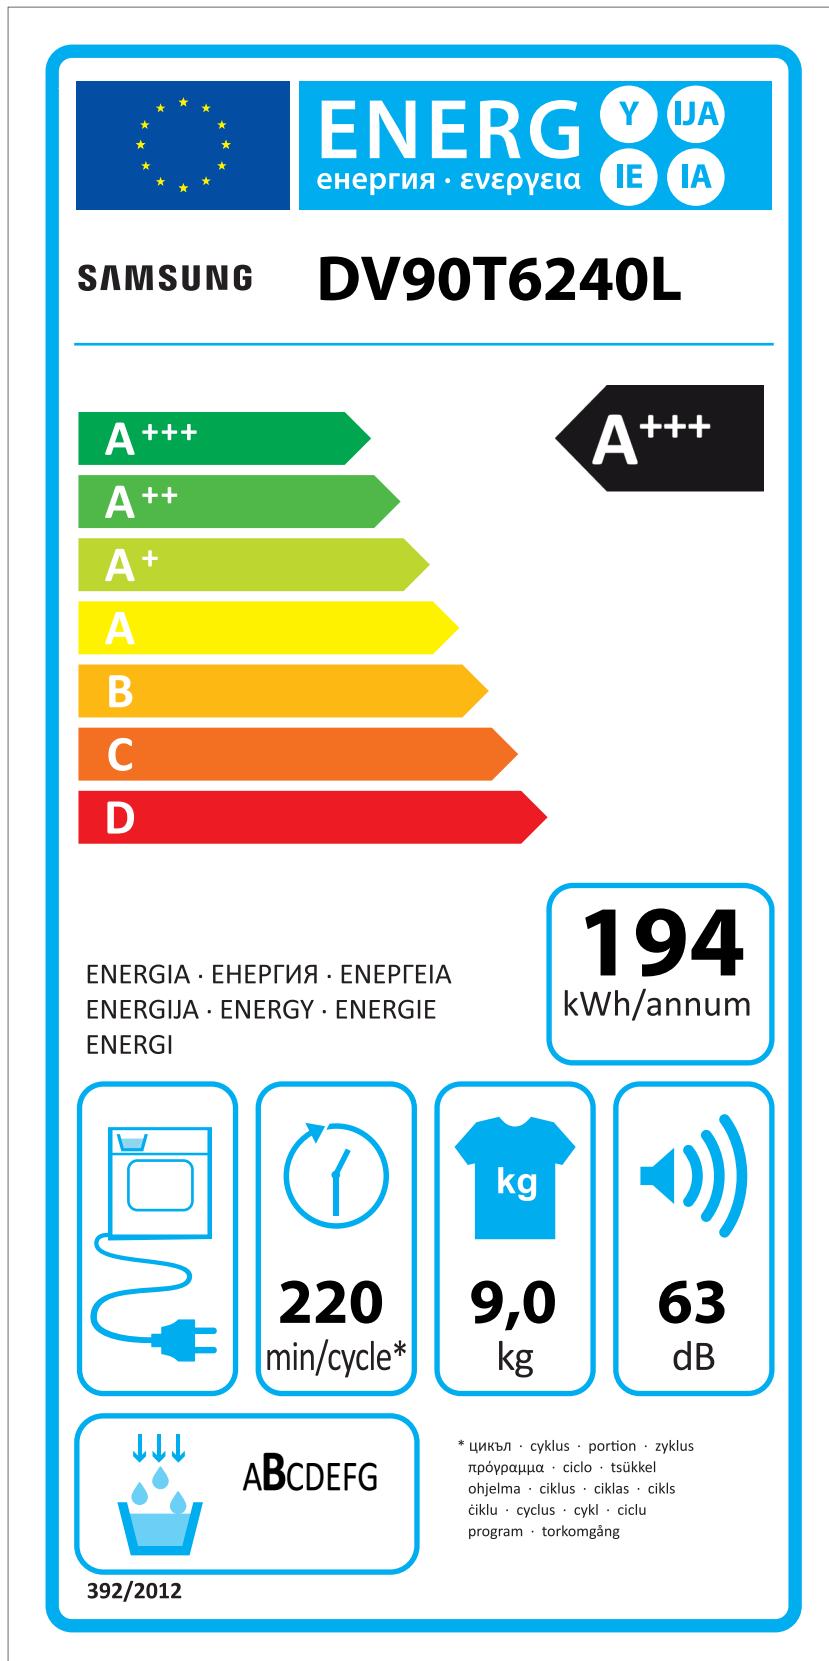 ENERG
Y
IJA
IE
IA
енергия · ενεργεια
SAMSUNG
DV90T6240L
A+++
A+++
A++
A+
A
B
C
D
194
kWh/annum
ENERGIA · ЕНЕРГИЯ · ΕΝΕΡΓΕΙΑ
ENERGIJA · ENERGY · ENERGIE
ENERGI
kg
220
min/cycle*
9,0
kg
63
dB
ABCDEFG
* цикъл · cyklus · portion · zyklus
πρόγραμμα · ciclo · tsükkel
ohjelma · ciklus · ciklas · cikls
ċiklu · cyclus · cykl · ciclu
program · torkomgång
392/2012